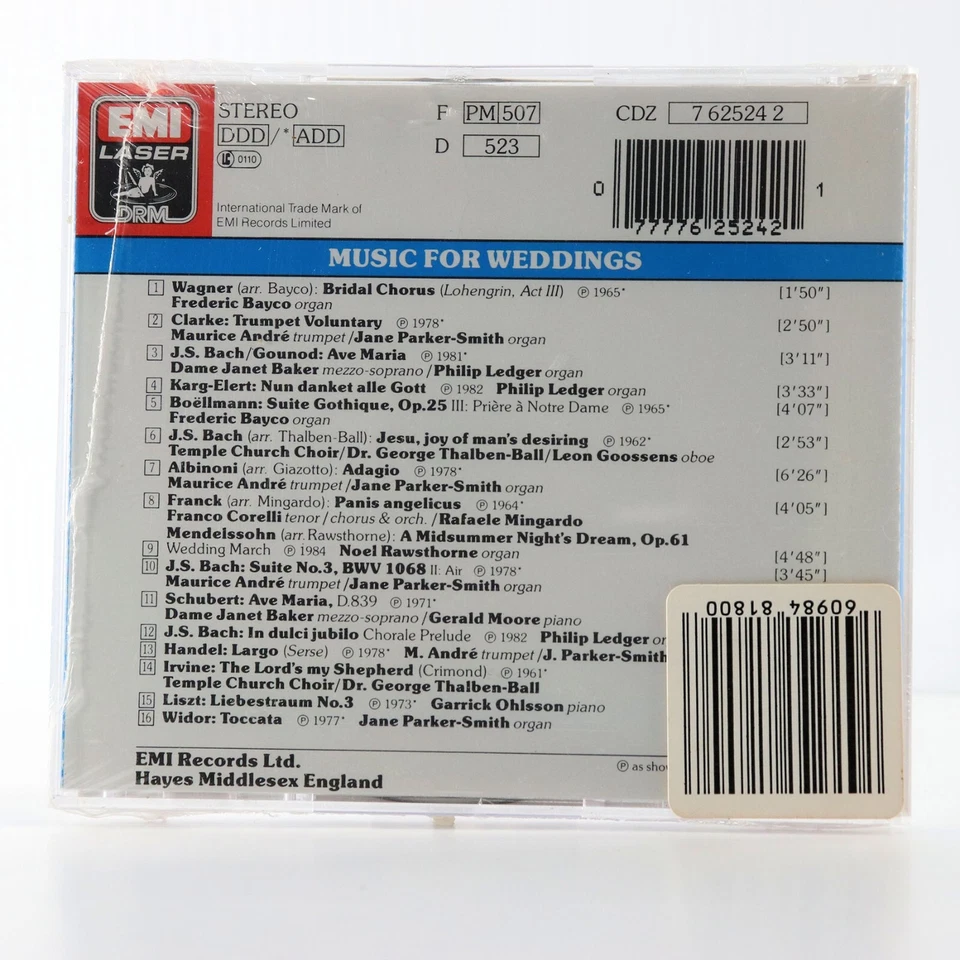 EMI
LASER
DRM
STEREO
DDD/*ADD
LC 0110
International Trade Mark of
EMI Records Limited
F PM 507
D 523
CDZ 7 62524 2
0 77776 25242 1
MUSIC FOR WEDDINGS
1 Wagner (arr. Bayco): Bridal Chorus (Lohengrin, Act III) ℗ 1965* [1'50"]
Frederic Bayco organ
2 Clarke: Trumpet Voluntary ℗ 1978* [2'50"]
Maurice André trumpet/Jane Parker-Smith organ
3 J.S. Bach/Gounod: Ave Maria ℗ 1981* [3'11"]
Dame Janet Baker mezzo-soprano/Philip Ledger organ
4 Karg-Elert: Nun danket alle Gott ℗ 1982 Philip Ledger organ [3'33"]
5 Boëllmann: Suite Gothique, Op.25 III: Prière à Notre Dame ℗ 1965* [4'07"]
Frederic Bayco organ
6 J.S. Bach (arr. Thalben-Ball): Jesu, joy of man's desiring ℗ 1962* [2'53"]
Temple Church Choir/Dr. George Thalben-Ball/Leon Goossens oboe
7 Albinoni (arr. Giazotto): Adagio ℗ 1978* [6'26"]
Maurice André trumpet/Jane Parker-Smith organ
8 Franck (arr. Mingardo): Panis angelicus ℗ 1964* [4'05"]
Franco Corelli tenor/chorus & orch./Rafaele Mingardo
Mendelssohn (arr. Rawsthorne): A Midsummer Night's Dream, Op.61
9 Wedding March ℗ 1984 Noel Rawsthorne organ [4'48"]
10 J.S. Bach: Suite No.3, BWV 1068 II: Air ℗ 1978* [3'45"]
Maurice André trumpet/Jane Parker-Smith organ
11 Schubert: Ave Maria, D.839 ℗ 1971*
Dame Janet Baker mezzo-soprano/Gerald Moore piano
12 J.S. Bach: In dulci jubilo Chorale Prelude ℗ 1982 Philip Ledger or
13 Handel: Largo (Serse) ℗ 1978* M. André trumpet/J. Parker-Smith
14 Irvine: The Lord's my Shepherd (Crimond) ℗ 1961*
Temple Church Choir/Dr. George Thalben-Ball
15 Liszt: Liebestraum No.3 ℗ 1973* Garrick Ohlsson piano
16 Widor: Toccata ℗ 1977* Jane Parker-Smith organ
EMI Records Ltd.
Hayes Middlesex England
℗ as show
60984 81800